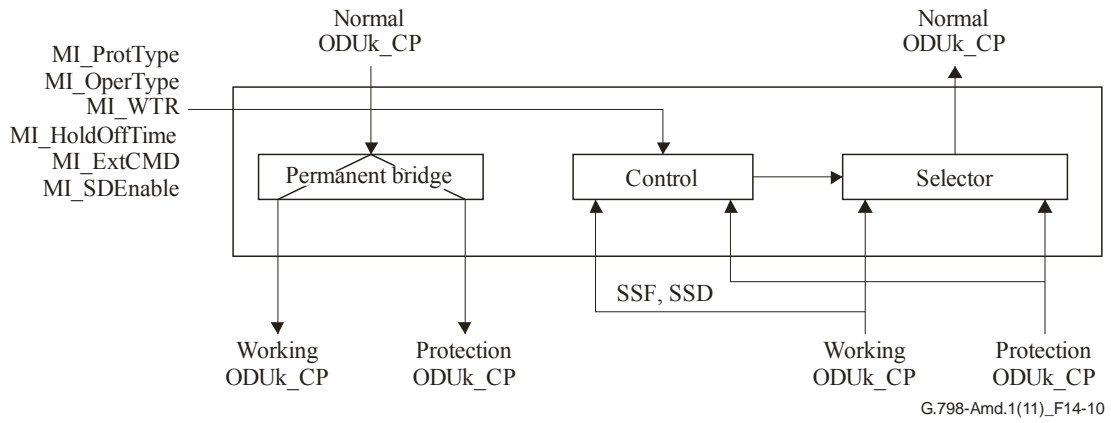 Normal
ODUk_CP
Normal
ODUk_CP
MI_ProtType
MI_OperType
MI_WTR
MI_HoldOffTime
MI_ExtCMD
MI_SDEnable
Permanent bridge
Control
Selector
SSF, SSD
Working
ODUk_CP
Protection
ODUk_CP
Working
ODUk_CP
Protection
ODUk_CP
G.798-Amd.1(11)_F14-10